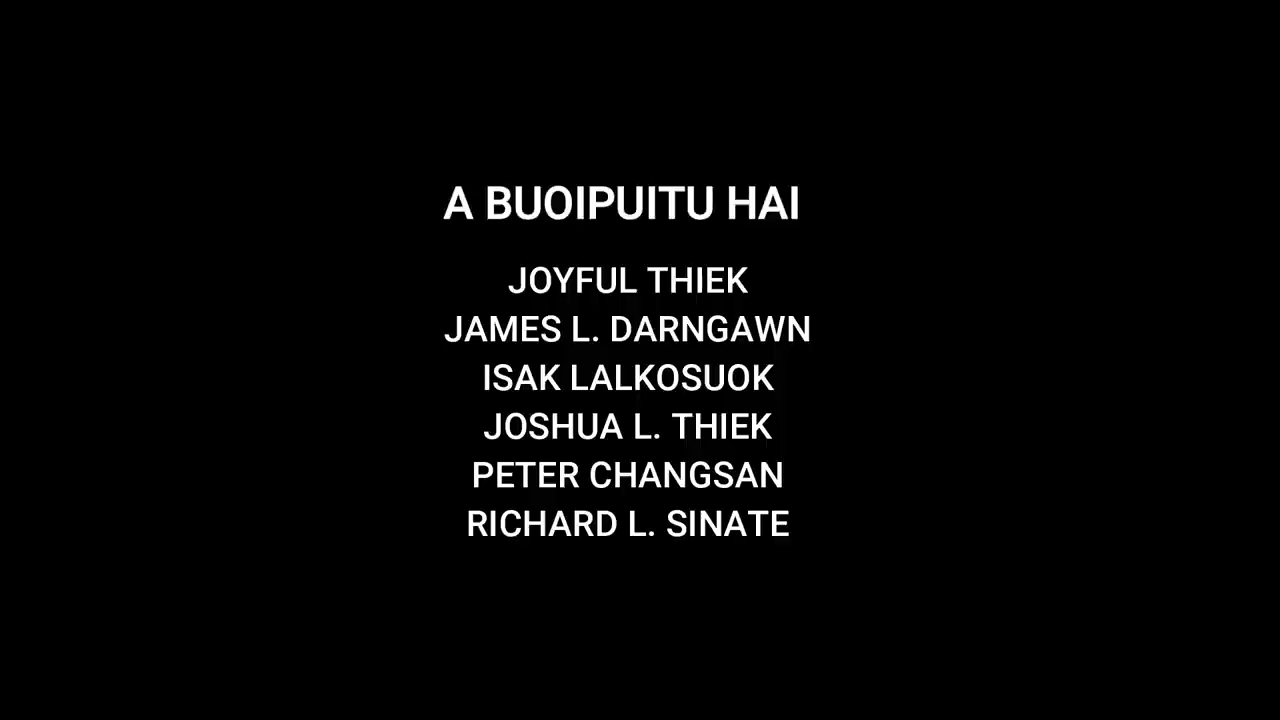 A BUOIPUITU HAI
JOYFUL THIEK
JAMES L. DARNGAWN
ISAK LALKOSUOK
JOSHUA L. THIEK
PETER CHANGSAN
RICHARD L. SINATE